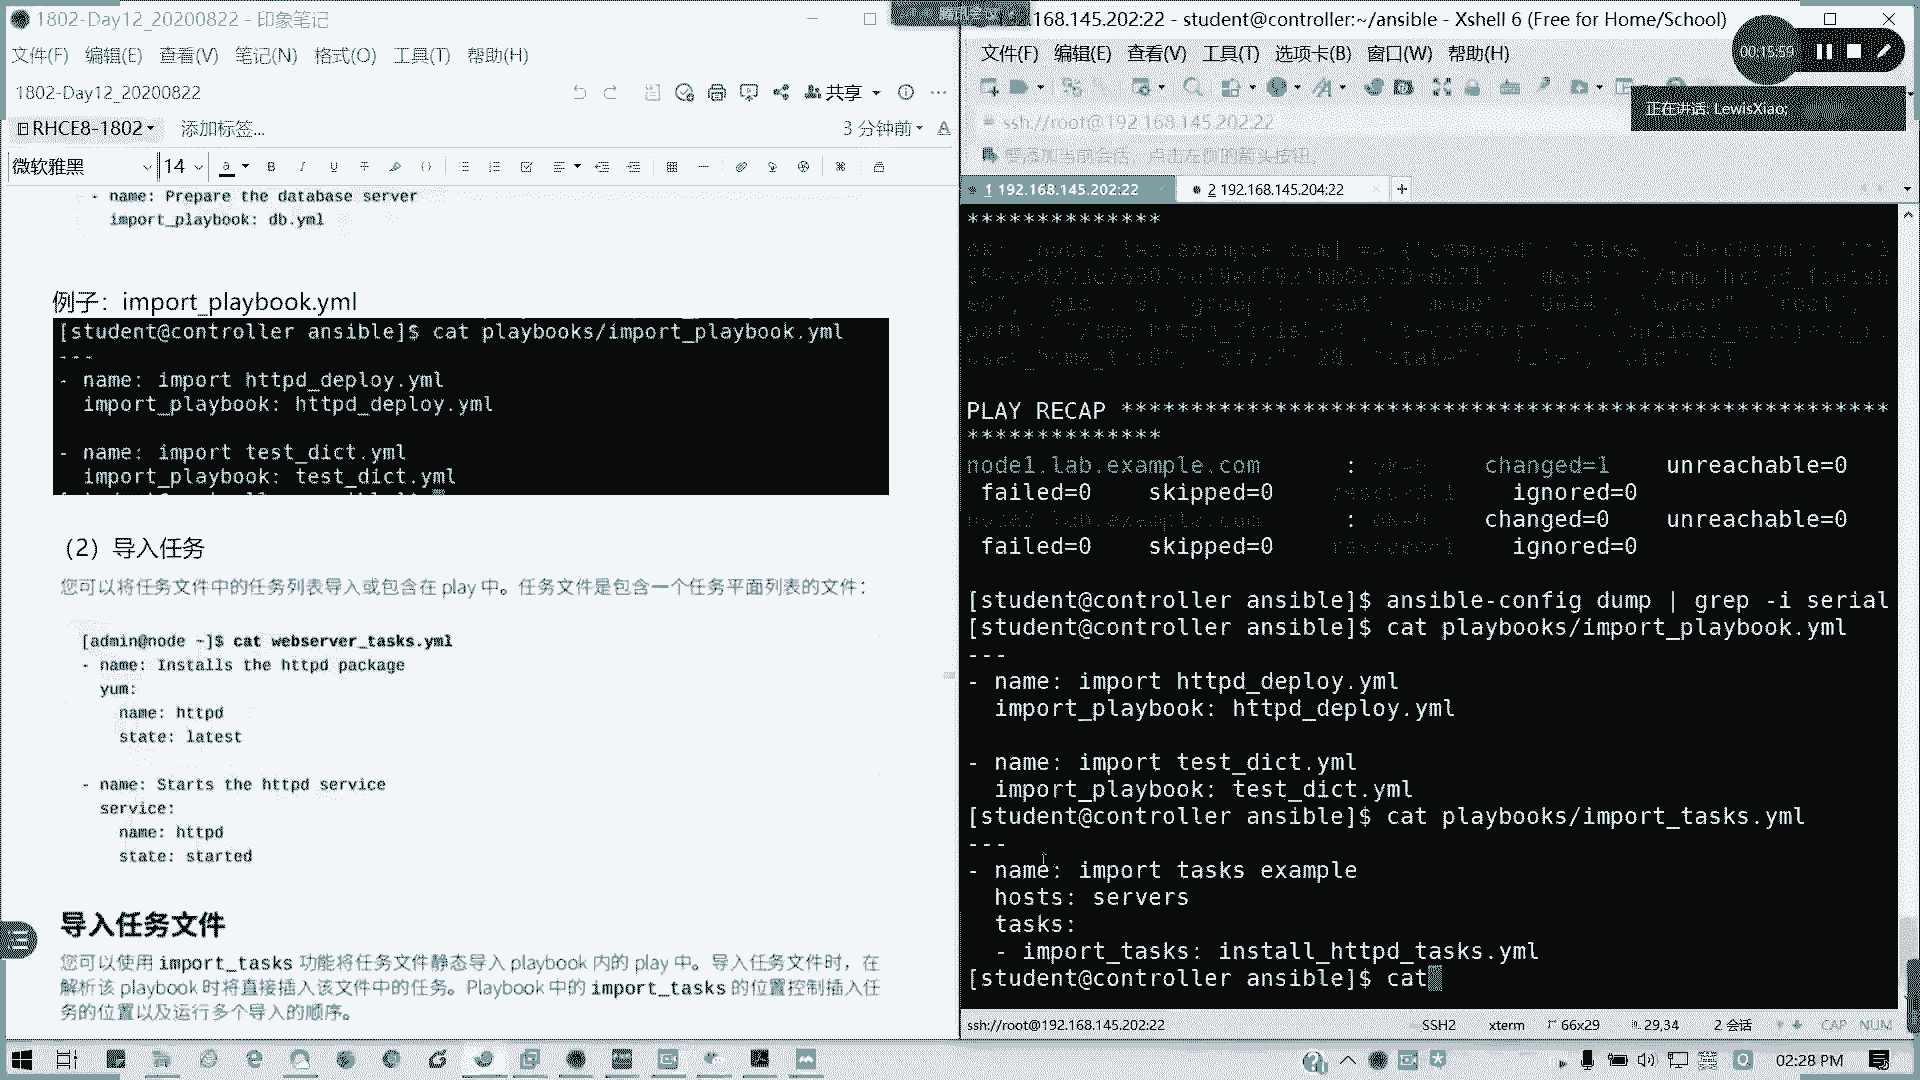 1802-Day12_20200822 - 印象笔记
文件(F) 编辑(E) 查看(V) 笔记(N) 格式(O) 工具(T) 帮助(H)
1802-Day12_20200822
共享
RHCE8-1802
添加标签...
3 分钟前
微软雅黑 14
- name: Prepare the database server
import_playbook: db.yml
例子：import_playbook.yml
[student@controller ansible]$ cat playbooks/import_playbook.yml
---
- name: import httpd_deploy.yml
import_playbook: httpd_deploy.yml
- name: import test_dict.yml
import_playbook: test_dict.yml
（2）导入任务
您可以将任务文件中的任务列表导入或包含在 play 中。任务文件是包含一个任务平面列表的文件：
[admin@node ~]$ cat webserver_tasks.yml
- name: Installs the httpd package
yum:
name: httpd
state: latest
- name: Starts the httpd service
service:
name: httpd
state: started
导入任务文件
您可以使用 import_tasks 功能将任务文件静态导入 playbook 内的 play 中。导入任务文件时，在
解析该 playbook 时将直接插入该文件中的任务。Playbook 中的 import_tasks 的位置控制插入任
务的位置以及运行多个导入的顺序。
168.145.202:22 - student@controller:~/ansible - Xshell 6 (Free for Home/School)
文件(F) 编辑(E) 查看(V) 工具(T) 选项卡(B) 窗口(W) 帮助(H)
00:15:59
正在讲话: LewisXiao;
ssh://root@192.168.145.202:22
要添加当前会话，点击左侧的箭头按钮。
1 192.168.145.202:22
2 192.168.145.204:22
**************
PLAY RECAP *******************************************************
**************
node1.lab.example.com : changed=1 unreachable=0
failed=0 skipped=0 ignored=0
: changed=0 unreachable=0
failed=0 skipped=0 ignored=0
[student@controller ansible]$ ansible-config dump | grep -i serial
[student@controller ansible]$ cat playbooks/import_playbook.yml
---
- name: import httpd_deploy.yml
import_playbook: httpd_deploy.yml
- name: import test_dict.yml
import_playbook: test_dict.yml
[student@controller ansible]$ cat playbooks/import_tasks.yml
---
- name: import tasks example
hosts: servers
tasks:
- import_tasks: install_httpd_tasks.yml
[student@controller ansible]$ cat
ssh://root@192.168.145.202:22
SSH2 xterm 66x29 29,34 2 会话 CAP NUM
02:28 PM